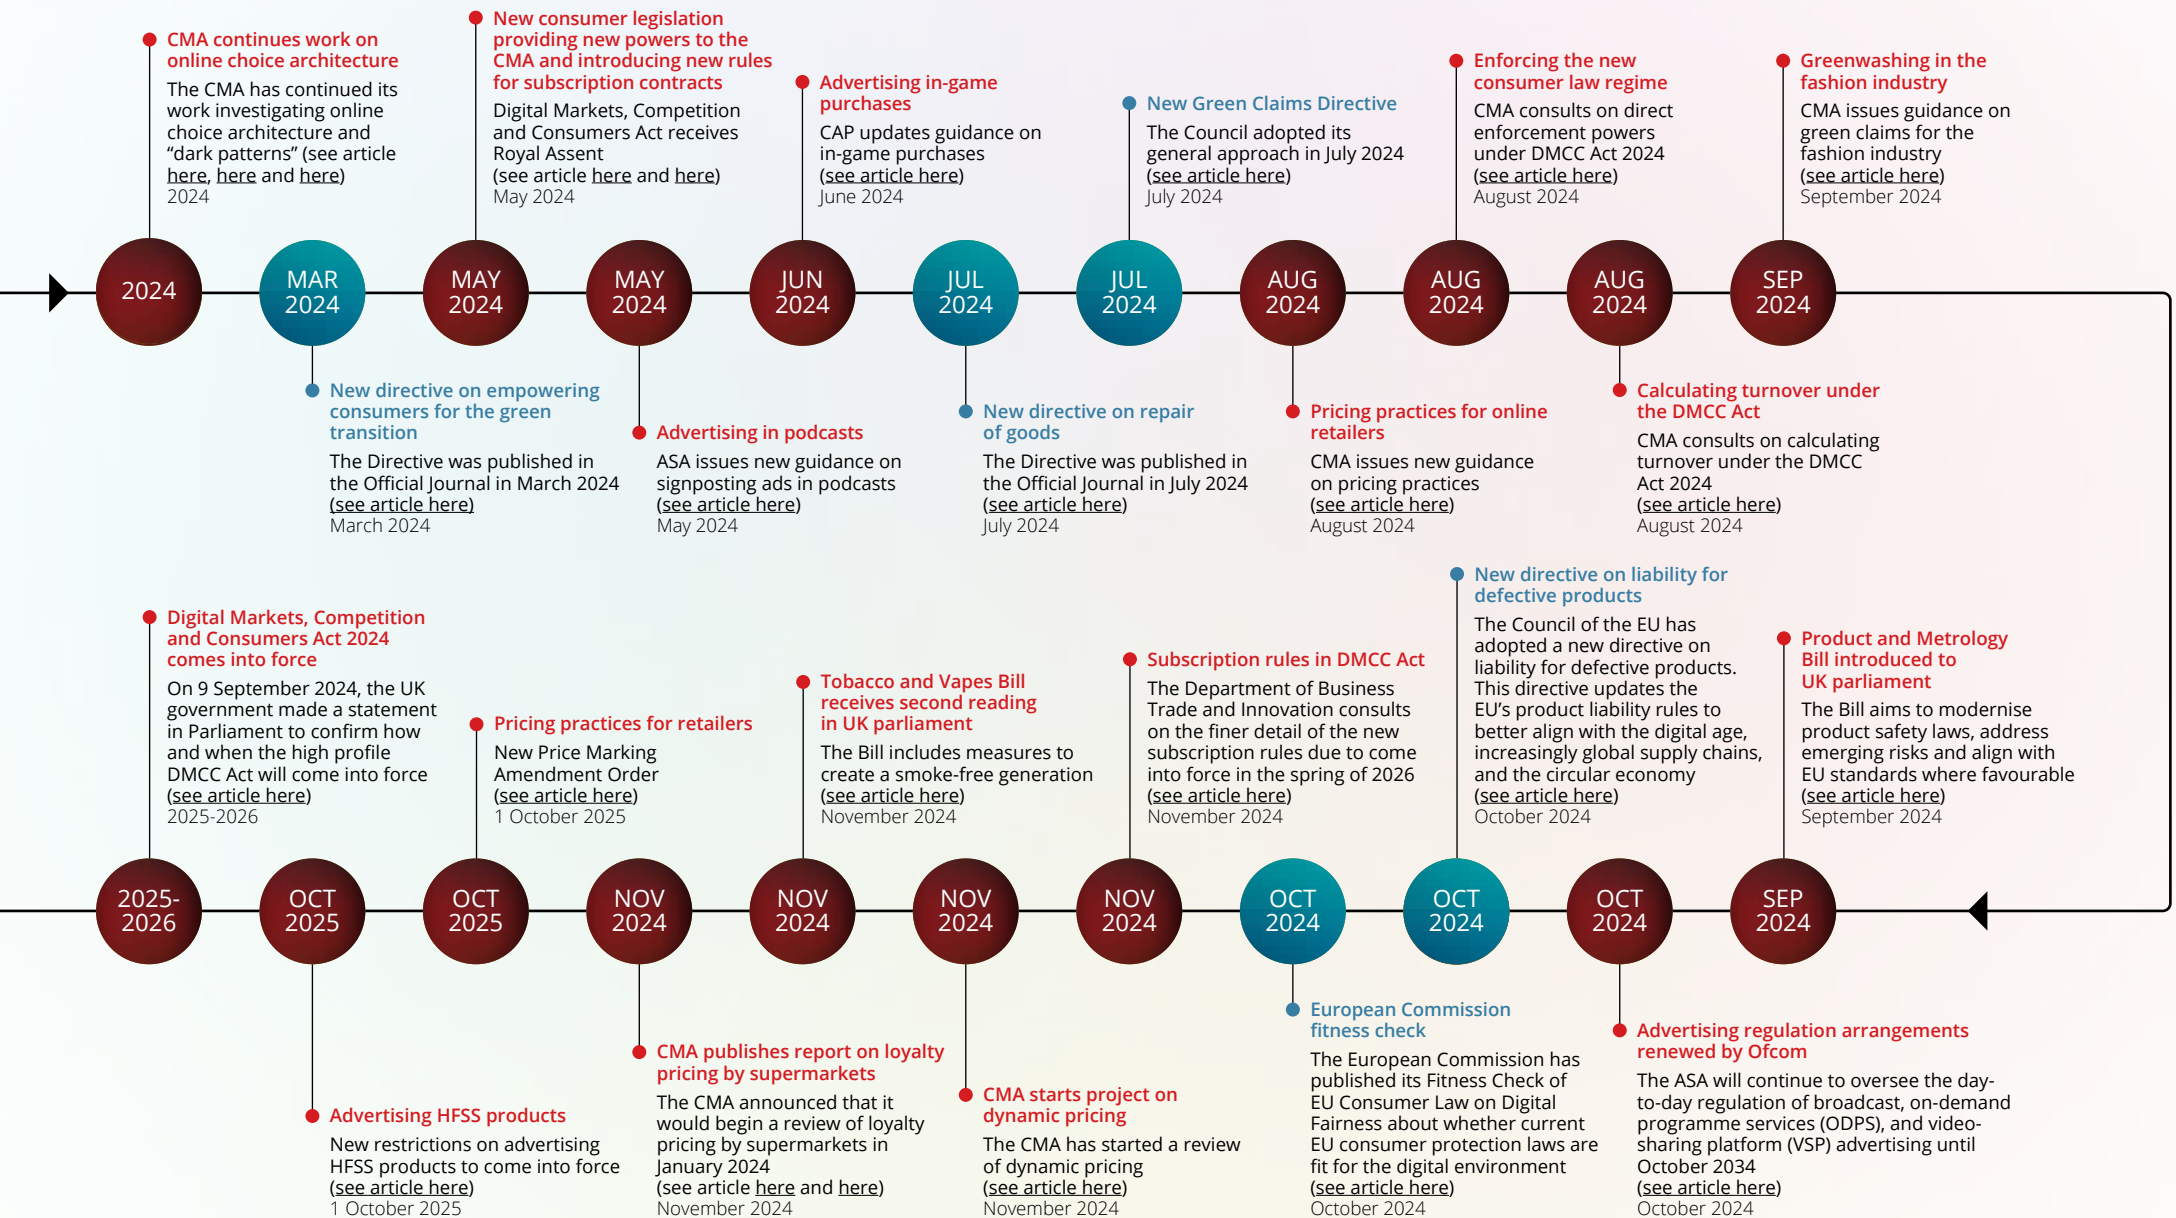 CMA continues work on
online choice architecture
The CMA has continued its
work investigating online
choice architecture and
“dark patterns” (see article
here, here and here)
2024
New consumer legislation
providing new powers to the
CMA and introducing new rules
for subscription contracts
Digital Markets, Competition
and Consumers Act receives
Royal Assent
(see article here and here)
May 2024
Advertising in-game
purchases
CAP updates guidance on
in-game purchases
(see article here)
June 2024
New Green Claims Directive
The Council adopted its
general approach in July 2024
(see article here)
July 2024
Enforcing the new
consumer law regime
CMA consults on direct
enforcement powers
under DMCC Act 2024
(see article here)
August 2024
Greenwashing in the
fashion industry
CMA issues guidance on
green claims for the
fashion industry
(see article here)
September 2024
2024
MAR
2024
MAY
2024
MAY
2024
JUN
2024
JUL
2024
JUL
2024
AUG
2024
AUG
2024
AUG
2024
SEP
2024
New directive on empowering
consumers for the green
transition
The Directive was published in
the Official Journal in March 2024
(see article here)
March 2024
Advertising in podcasts
ASA issues new guidance on
signposting ads in podcasts
(see article here)
May 2024
New directive on repair
of goods
The Directive was published in
the Official Journal in July 2024
(see article here)
July 2024
Pricing practices for online
retailers
CMA issues new guidance
on pricing practices
(see article here)
August 2024
Calculating turnover under
the DMCC Act
CMA consults on calculating
turnover under the DMCC
Act 2024
(see article here)
August 2024
Digital Markets, Competition
and Consumers Act 2024
comes into force
On 9 September 2024, the UK
government made a statement
in Parliament to confirm how
and when the high profile
DMCC Act will come into force
(see article here)
2025-2026
Pricing practices for retailers
New Price Marking
Amendment Order
(see article here)
1 October 2025
Tobacco and Vapes Bill
receives second reading
in UK parliament
The Bill includes measures to
create a smoke-free generation
(see article here)
November 2024
Subscription rules in DMCC Act
The Department of Business
Trade and Innovation consults
on the finer detail of the new
subscription rules due to come
into force in the spring of 2026
(see article here)
November 2024
New directive on liability for
defective products
The Council of the EU has
adopted a new directive on
liability for defective products.
This directive updates the
EU’s product liability rules to
better align with the digital age,
increasingly global supply chains,
and the circular economy
(see article here)
October 2024
Product and Metrology
Bill introduced to
UK parliament
The Bill aims to modernise
product safety laws, address
emerging risks and align with
EU standards where favourable
(see article here)
September 2024
2025-
2026
OCT
2025
OCT
2025
NOV
2024
NOV
2024
NOV
2024
NOV
2024
OCT
2024
OCT
2024
OCT
2024
SEP
2024
Advertising HFSS products
New restrictions on advertising
HFSS products to come into force
(see article here)
1 October 2025
CMA publishes report on loyalty
pricing by supermarkets
The CMA announced that it
would begin a review of loyalty
pricing by supermarkets in
January 2024
(see article here and here)
November 2024
CMA starts project on
dynamic pricing
The CMA has started a review
of dynamic pricing
(see article here)
November 2024
European Commission
fitness check
The European Commission has
published its Fitness Check of
EU Consumer Law on Digital
Fairness about whether current
EU consumer protection laws are
fit for the digital environment
(see article here)
October 2024
Advertising regulation arrangements
renewed by Ofcom
The ASA will continue to oversee the day-
to-day regulation of broadcast, on-demand
programme services (ODPS), and video-
sharing platform (VSP) advertising until
October 2034
(see article here)
October 2024